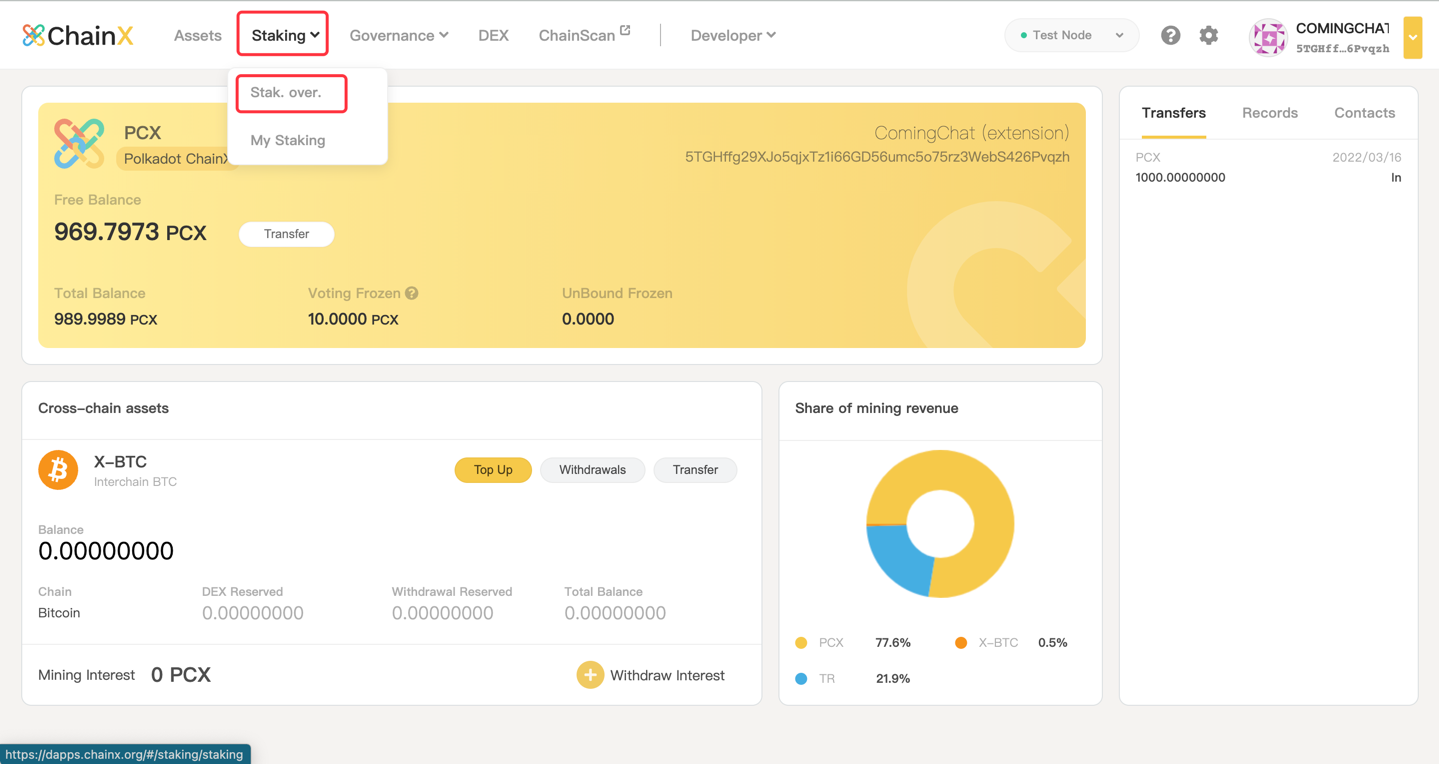 ChainX Assets Staking Governance DEX ChainScan Developer Test Node COMINGCHAT
5TGHff…6Pvqzh
Stak. over.
My Staking
PCX
Polkadot ChainX
ComingChat (extension)
5TGHffg29XJo5qjxTz1i66GD56umc5o75rz3WebS426Pvqzh
Free Balance
969.7973 PCX Transfer
Total Balance Voting Frozen ? UnBound Frozen
989.9989 PCX 10.0000 PCX 0.0000
Transfers Records Contacts
PCX 2022/03/16
1000.00000000 In
Cross-chain assets
X-BTC
Interchain BTC
Top Up Withdrawals Transfer
Balance
0.00000000
Chain DEX Reserved Withdrawal Reserved Total Balance
Bitcoin 0.00000000 0.00000000 0.00000000
Mining Interest 0 PCX + Withdraw Interest
Share of mining revenue
PCX 77.6% X-BTC 0.5%
TR 21.9%
https://dapps.chainx.org/#/staking/staking